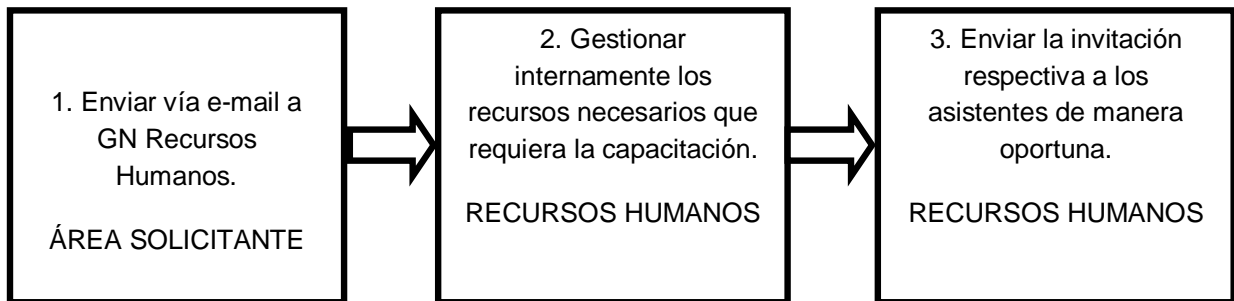 1. Enviar vía e-mail a
GN Recursos
Humanos.
ÁREA SOLICITANTE
2. Gestionar
internamente los
recursos necesarios que
requiera la capacitación.
RECURSOS HUMANOS
3. Enviar la invitación
respectiva a los
asistentes de manera
oportuna.
RECURSOS HUMANOS